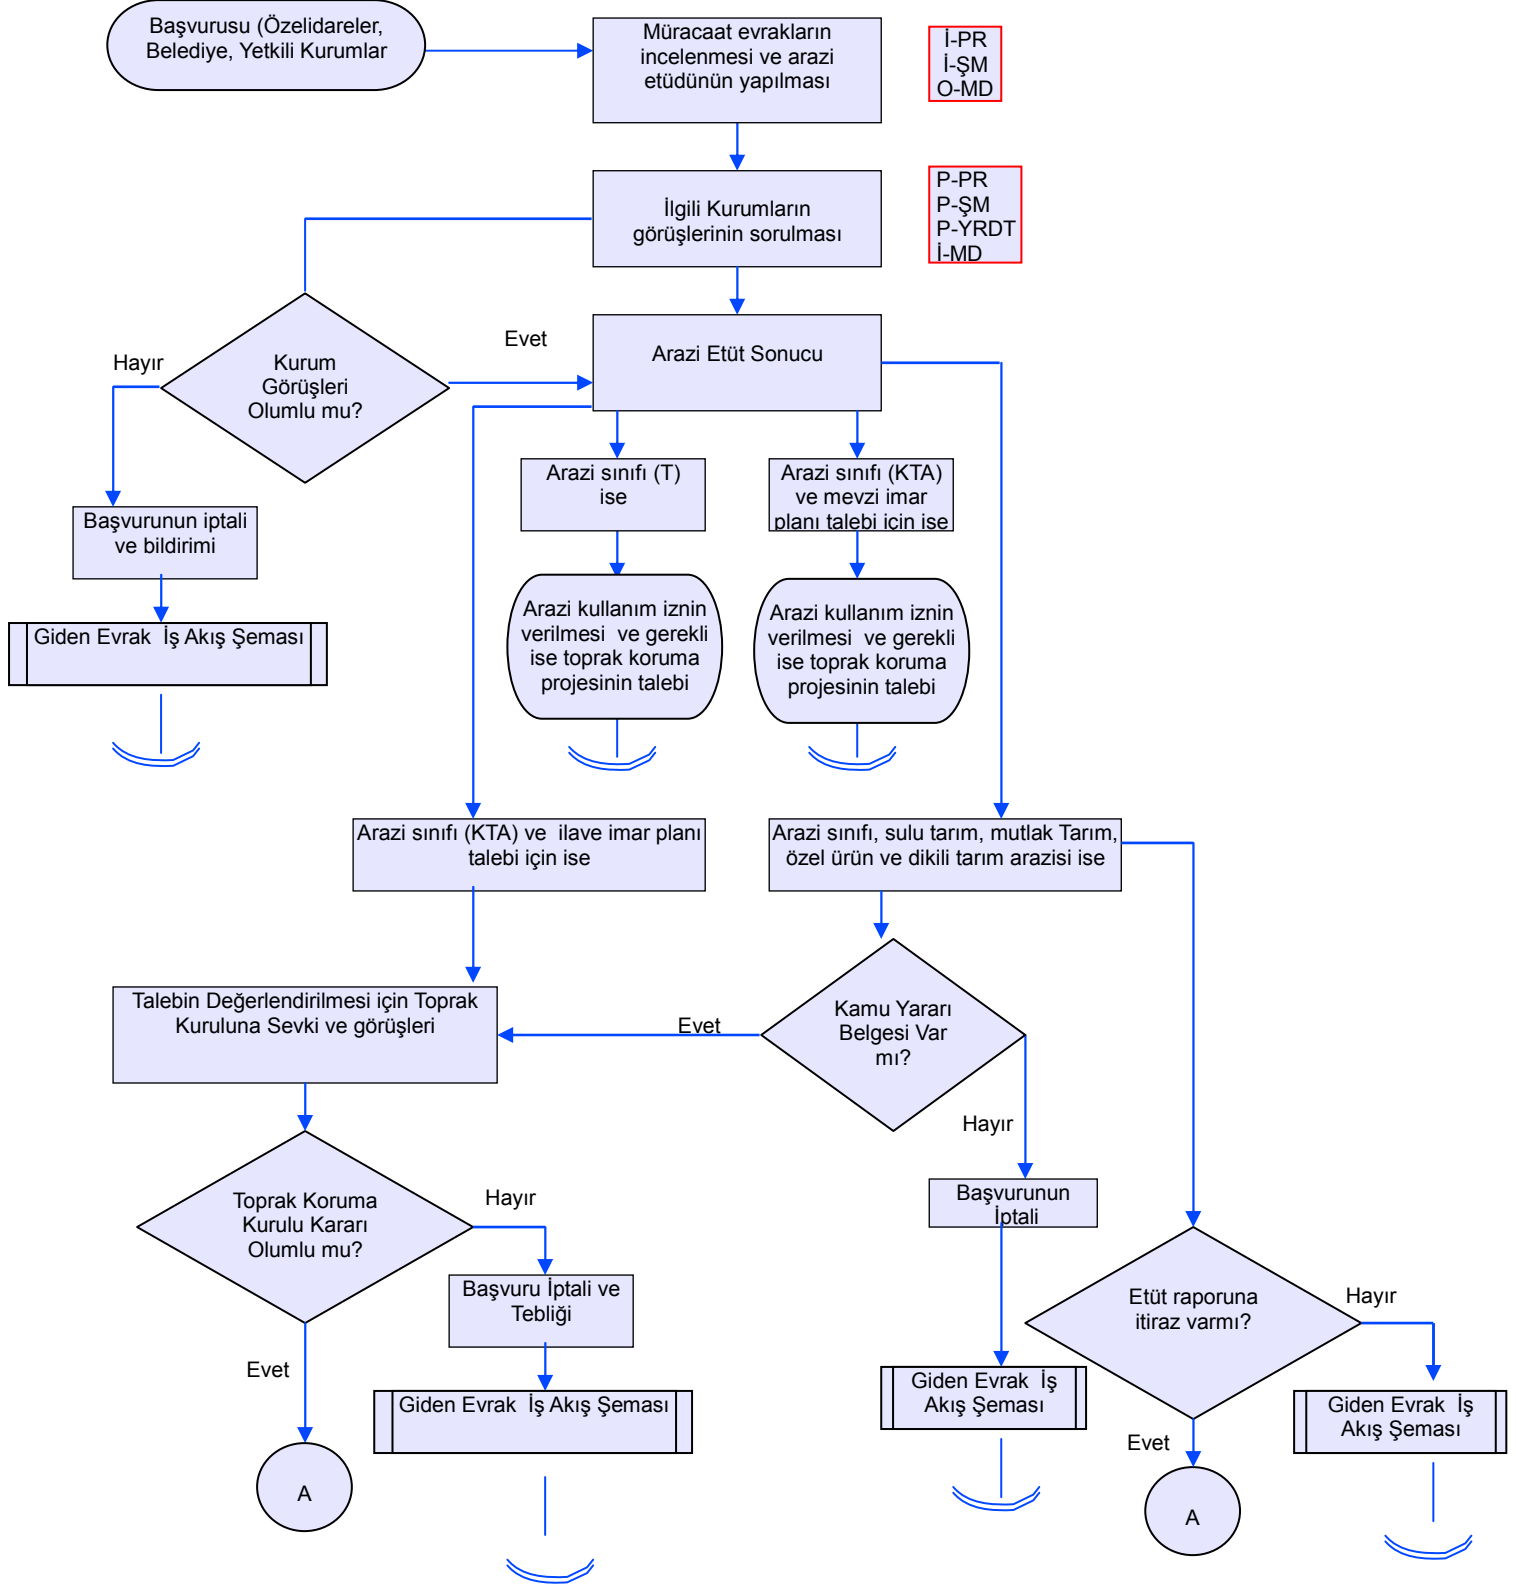 Başvurusu (Özelidareler,
Belediye, Yetkili Kurumlar
Müracaat evrakların
incelenmesi ve arazi
etüdünün yapılması
İ-PR
İ-ŞM
O-MD
İlgili Kurumların
görüşlerinin sorulması
P-PR
P-ŞM
P-YRDT
İ-MD
Hayır
Kurum
Görüşleri
Olumlu mu?
Evet
Arazi Etüt Sonucu
Başvurunun iptali
ve bildirimi
Giden Evrak  İş Akış Şeması
Arazi sınıfı (T)
ise
Arazi sınıfı (KTA)
ve mevzi imar
planı talebi için ise
Arazi kullanım iznin
verilmesi  ve gerekli
ise toprak koruma
projesinin talebi
Arazi kullanım iznin
verilmesi  ve gerekli
ise toprak koruma
projesinin talebi
Arazi sınıfı (KTA) ve  ilave imar planı
talebi için ise
Arazi sınıfı, sulu tarım, mutlak Tarım,
özel ürün ve dikili tarım arazisi ise
Talebin Değerlendirilmesi için Toprak
Kuruluna Sevki ve görüşleri
Evet
Kamu Yararı
Belgesi Var
mı?
Hayır
Başvurunun
İptali
Toprak Koruma
Kurulu Kararı
Olumlu mu?
Hayır
Başvuru İptali ve
Tebliği
Evet
Giden Evrak  İş Akış Şeması
A
Giden Evrak  İş
Akış Şeması
Etüt raporuna
itiraz varmı?
Hayır
Giden Evrak  İş
Akış Şeması
Evet
A